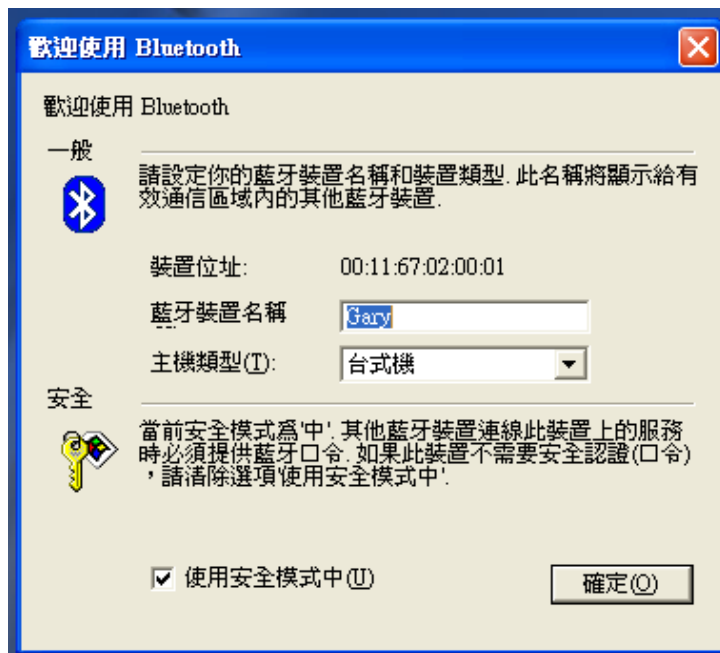 歡迎使用 Bluetooth
歡迎使用 Bluetooth
一般
請設定你的藍牙裝置名稱和裝置類型. 此名稱將顯示給有
效通信區域內的其他藍牙裝置.
裝置位址: 00:11:67:02:00:01
藍牙裝置名稱 Gary
主機類型(T): 台式機
安全
當前安全模式為'中'. 其他藍牙裝置連線此裝置上的服務
時必須提供藍牙口令. 如果此裝置不需要安全認證(口令)
，請清除選項'使用安全模式中'.
使用安全模式中(U) 確定(O)